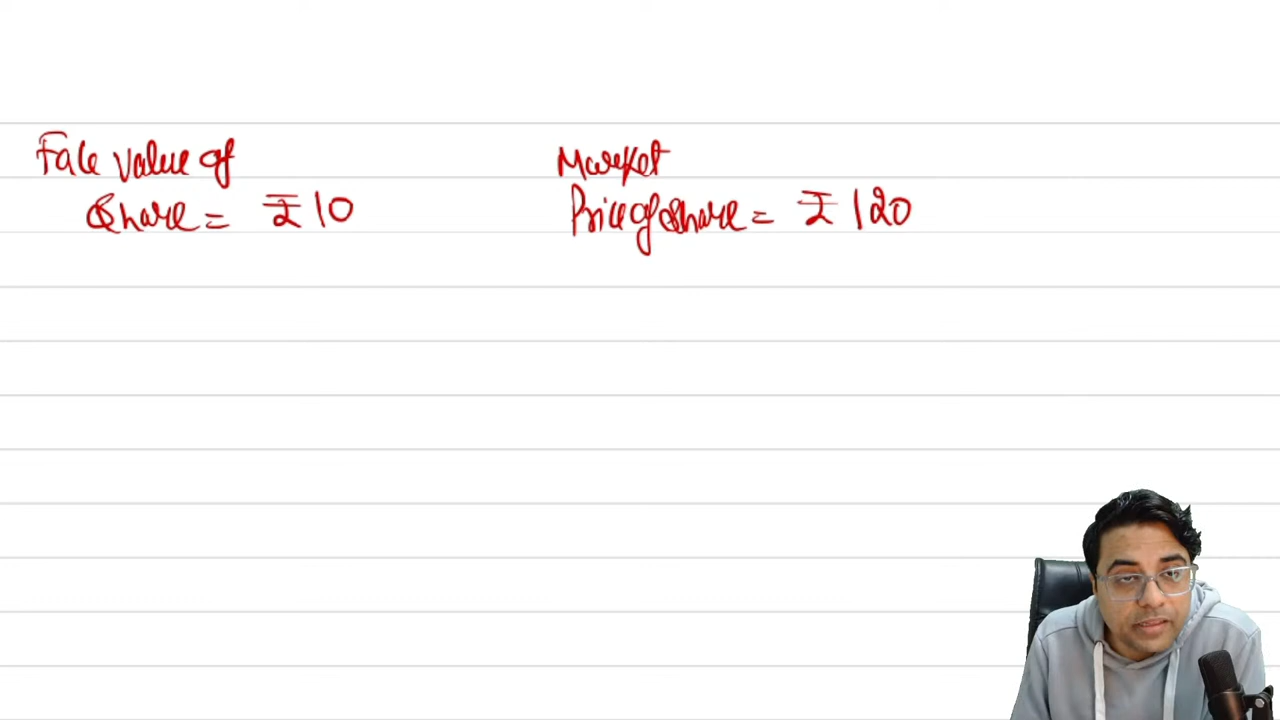 Face value of
Share = ₹ 10
Market
Price of share = ₹ 120